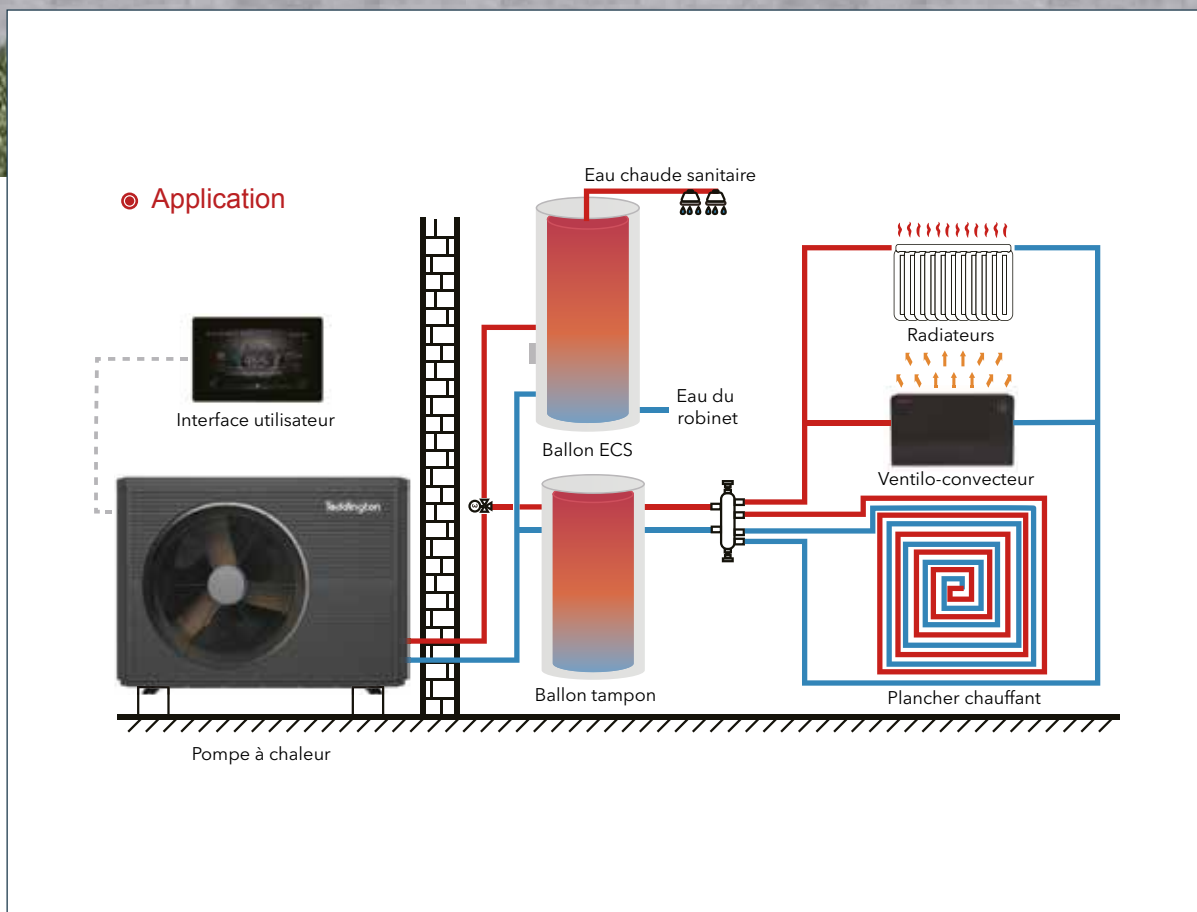 Application
Eau chaude sanitaire
Radiateurs
Interface utilisateur
Eau du
robinet
Ballon ECS
Ventilo-convecteur
Teddington
Ballon tampon
Plancher chauffant
Pompe à chaleur